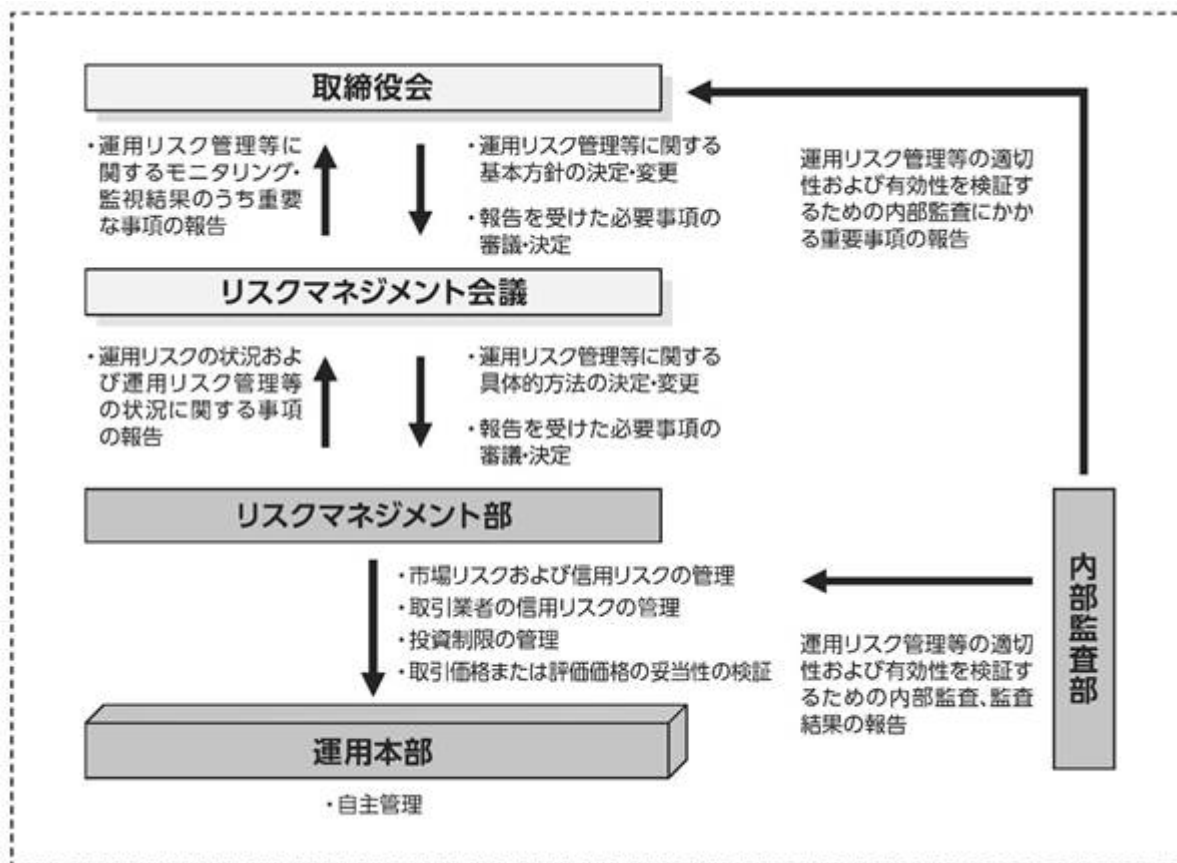 取締役会
・運用リスク管理等に
関するモニタリング・
監視結果のうち重要
な事項の報告
・運用リスク管理等に関する
基本方針の決定・変更
・報告を受けた必要事項の
審議・決定
運用リスク管理等の適切
性および有効性を検証す
るための内部監査にかか
る重要事項の報告
リスクマネジメント会議
・運用リスクの状況およ
び運用リスク管理等
の状況に関する事項
の報告
・運用リスク管理等に関する
具体的方法の決定・変更
・報告を受けた必要事項の
審議・決定
リスクマネジメント部
・市場リスクおよび信用リスクの管理
・取引業者の信用リスクの管理
・投資制限の管理
・取引価格または評価価格の妥当性の検証
運用リスク管理等の適切
性および有効性を検証す
るための内部監査、監査
結果の報告
内部監査部
運用本部
・自主管理